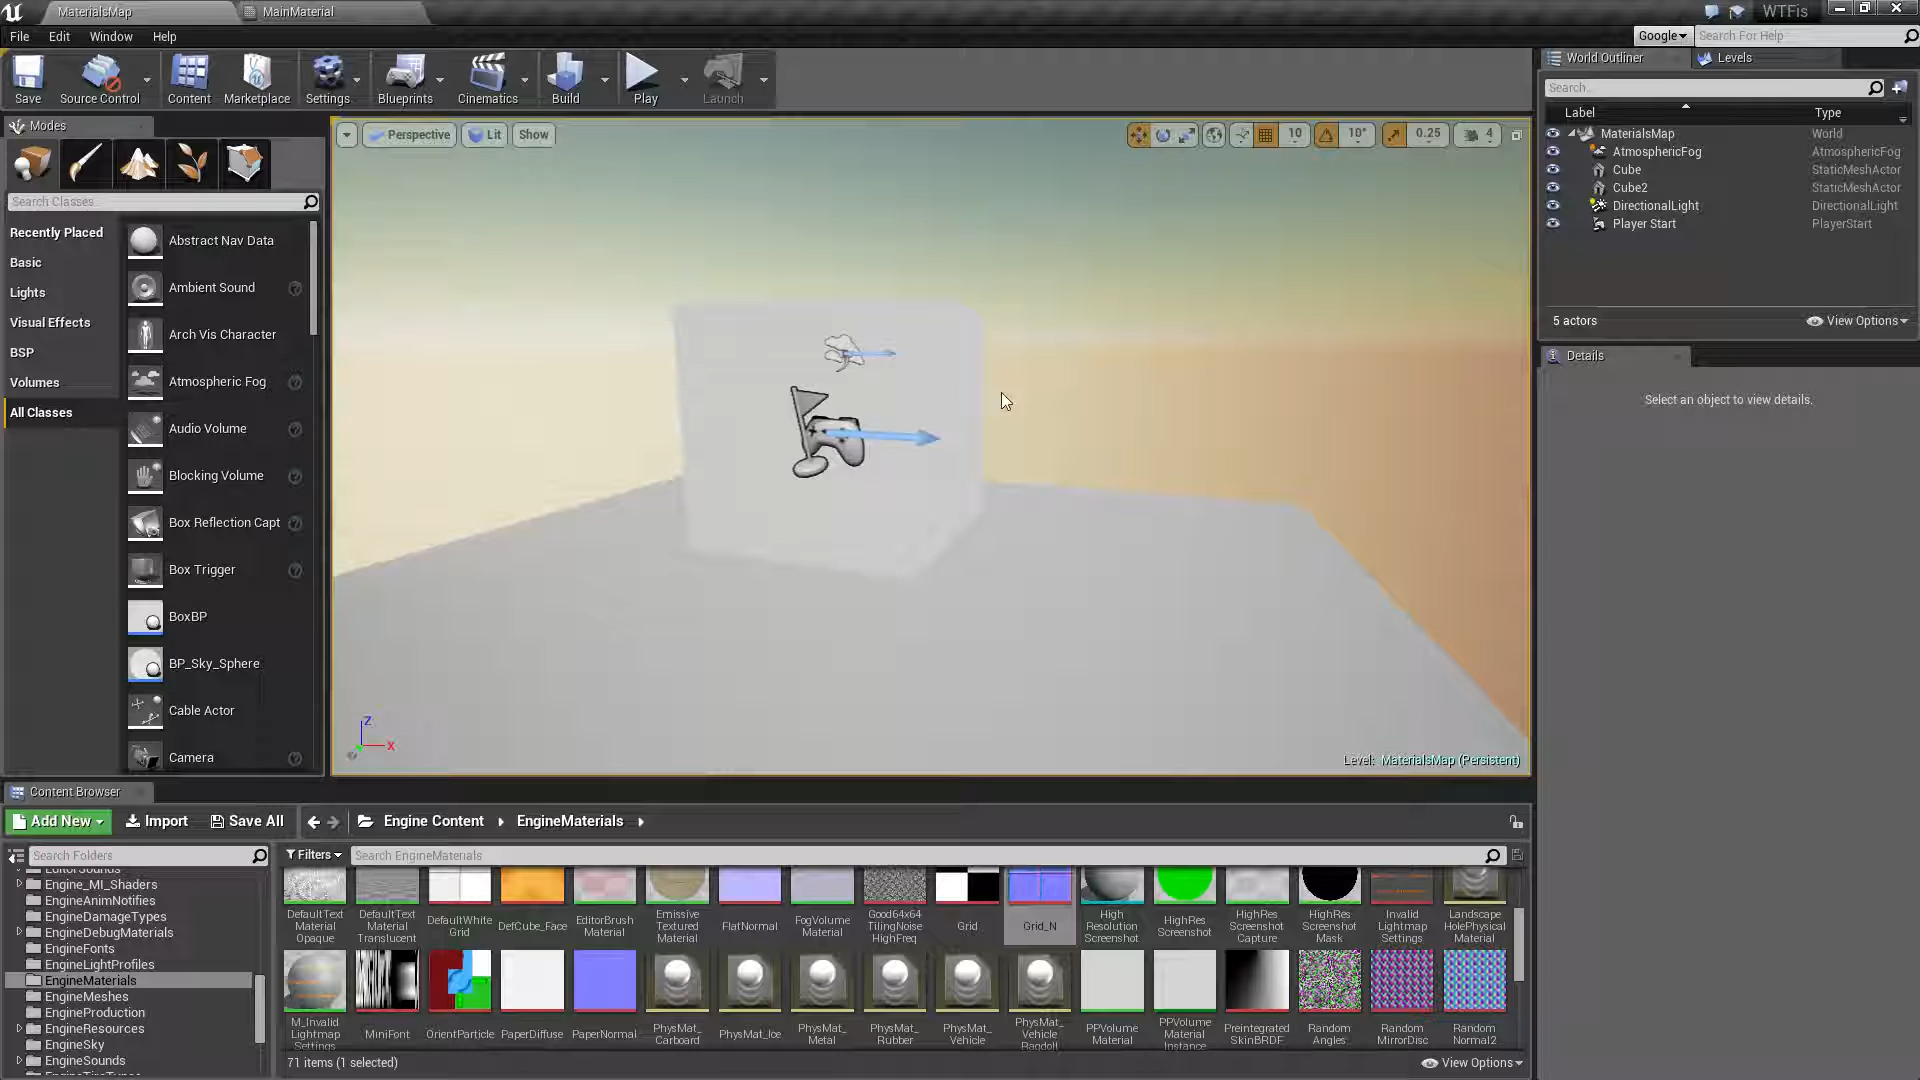 MaterialsMap
MainMaterial
WTFis
File
Edit
Window
Help
Google
Search For Help
Save
Source Control
Content
Marketplace
Settings
Blueprints
Cinematics
Build
Play
Launch
Modes
Search Classes
Recently Placed
Basic
Lights
Visual Effects
BSP
Volumes
All Classes
Abstract Nav Data
Ambient Sound
Arch Vis Character
Atmospheric Fog
Audio Volume
Blocking Volume
Box Reflection Capt
Box Trigger
BoxBP
BP_Sky_Sphere
Cable Actor
Camera
Perspective
Lit
Show
10
10°
0.25
4
Z
X
Level: MaterialsMap (Persistent)
World Outliner
Levels
Search...
Label
Type
MaterialsMap World
AtmosphericFog AtmosphericFog
Cube StaticMeshActor
Cube2 StaticMeshActor
DirectionalLight DirectionalLight
Player Start PlayerStart
5 actors
View Options
Details
Select an object to view details.
Content Browser
Add New
Import
Save All
Engine Content
EngineMaterials
Search Folders
Filters
Search EngineMaterials
EditorSounds
Engine_MI_Shaders
EngineAnimNotifies
EngineDamageTypes
EngineDebugMaterials
EngineFonts
EngineLightProfiles
EngineMaterials
EngineMeshes
EngineProduction
EngineResources
EngineSky
EngineSounds
EngineTireTypes
DefaultText
Material
Opaque
DefaultText
Material
Translucent
DefaultWhite
Grid
DefCube_Face
EditorBrush
Material
Emissive
Textured
Material
FlatNormal
FogVolume
Material
Good64x64
TilingNoise
HighFreq
Grid
Grid_N
High
Resolution
Screenshot
HighRes
Screenshot
HighRes
Screenshot
Capture
HighRes
Screenshot
Mask
Invalid
Lightmap
Settings
Landscape
HolePhysical
Material
M_Invalid
Lightmap
Settings
MiniFont
OrientParticle
PaperDiffuse
PaperNormal
PhysMat_
Carboard
PhysMat_Ice
PhysMat_
Metal
PhysMat_
Rubber
PhysMat_
Vehicle
PhysMat_
Vehicle
Ragdoll
PPVolume
Material
PPVolume
Material
Instance
Preintegrated
SkinBRDF
Random
Angles
Random
MirrorDisc
Random
Normal2
71 items (1 selected)
View Options